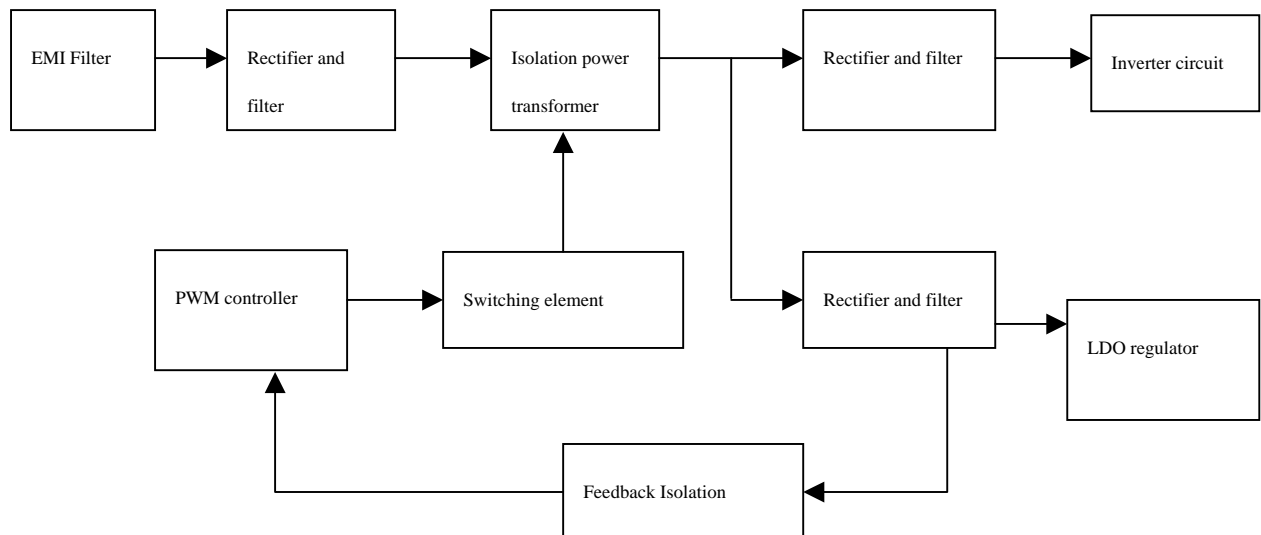 EMI Filter
Rectifier and
filter
Isolation power
transformer
Rectifier and filter
Inverter circuit
PWM controller
Switching element
Rectifier and filter
LDO regulator
Feedback Isolation